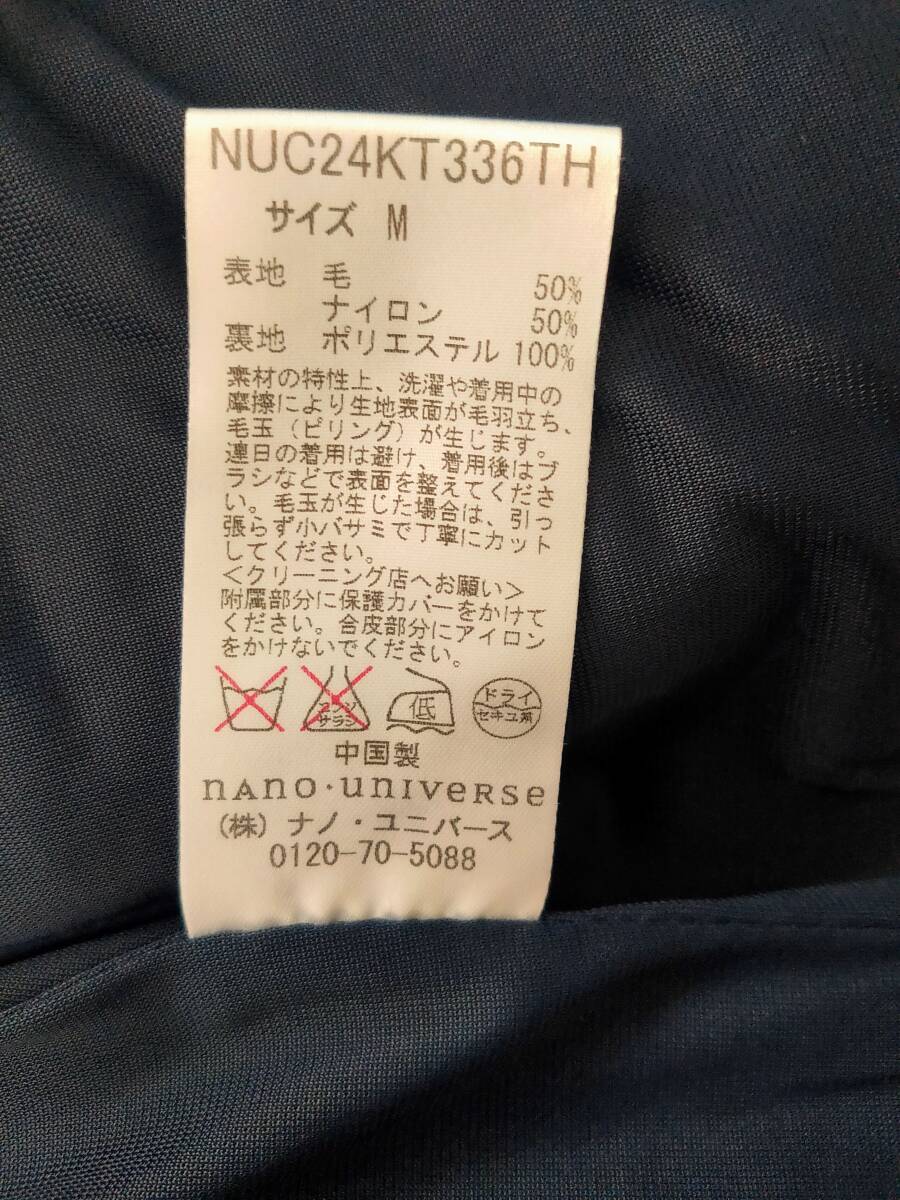 NUC24KT336TH
サイズ M
表地 毛 50%
ナイロン 50%
裏地 ポリエステル 100%
素材の特性上、洗濯や着用中の
摩擦により生地表面が毛羽立ち、
毛玉（ピリング）が生じます。
連日の着用は避け、着用後はブ
ラシなどで表面を整えてくださ
い。毛玉が生じた場合は、引っ
張らず小バサミで丁寧にカット
してください。
＜クリーニング店へお願い＞
附属部分に保護カバーをかけて
ください。合皮部分にアイロン
をかけないでください。
エンソ サラシ 低 ドライ セキユ系
中国製
nano・universe
（株）ナノ・ユニバース
0120-70-5088